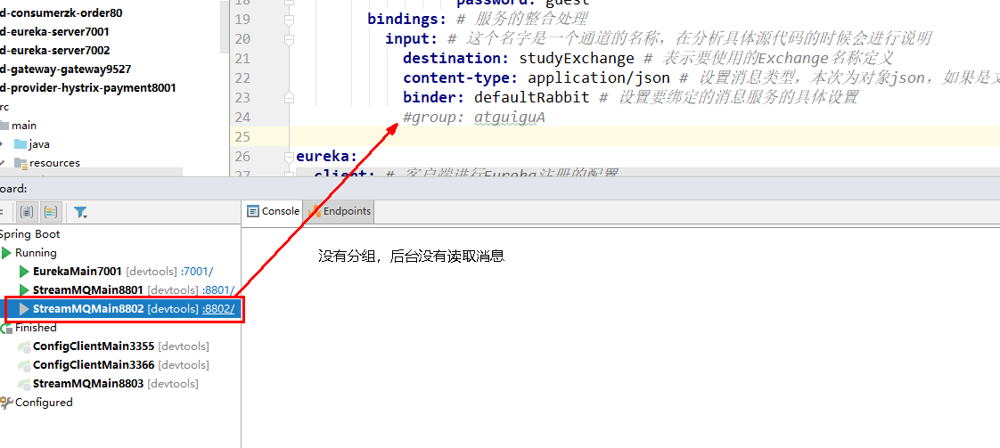 d-consumerzk-order80
d-eureka-server7001
d-eureka-server7002
d-gateway-gateway9527
d-provider-hystrix-payment8001
rc
main
java
resources
18
19
20
21
22
23
24
25
26
27
password: guest
bindings: # 服务的整合处理
input: # 这个名字是一个通道的名称，在分析具体源代码的时候会进行说明
destination: studyExchange # 表示要使用的Exchange名称定义
content-type: application/json # 设置消息类型，本次为对象json，如果是文
binder: defaultRabbit # 设置要绑定的消息服务的具体设置
#group: atguiguA
eureka:
client: # 客户端进行Eureka注册的配置
oard:
Console
Endpoints
Spring Boot
Running
EurekaMain7001 [devtools] :7001/
StreamMQMain8801 [devtools] :8801/
StreamMQMain8802 [devtools] :8802/
Finished
ConfigClientMain3355 [devtools]
ConfigClientMain3366 [devtools]
StreamMQMain8803 [devtools]
Configured
没有分组，后台没有读取消息